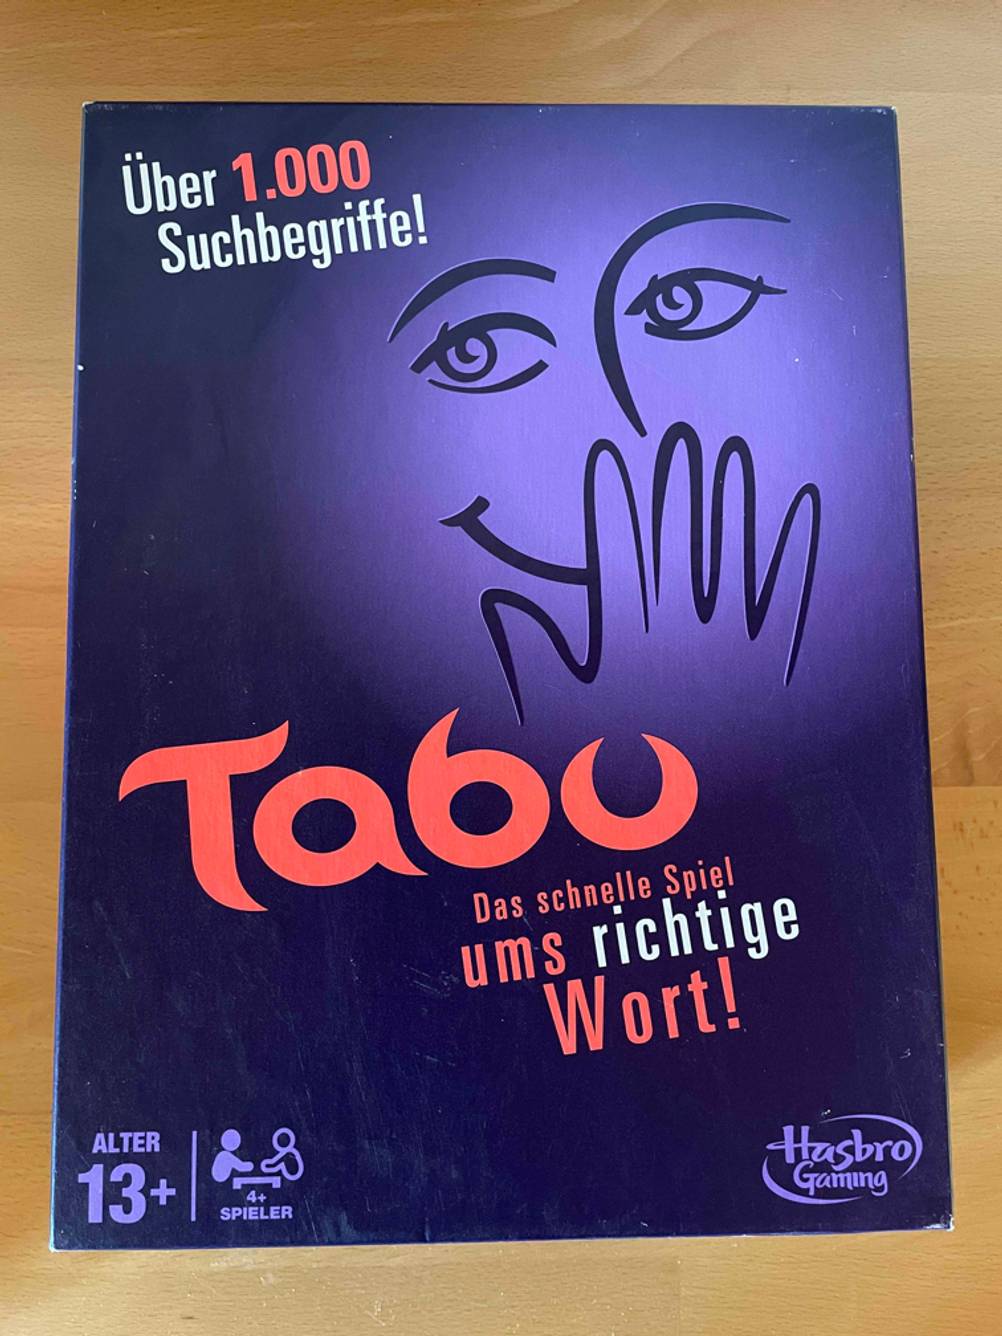 Über 1.000
Suchbegriffe!
Tabu
Das schnelle Spiel
ums richtige
Wort!
ALTER
13+
4+
SPIELER
Hasbro
Gaming